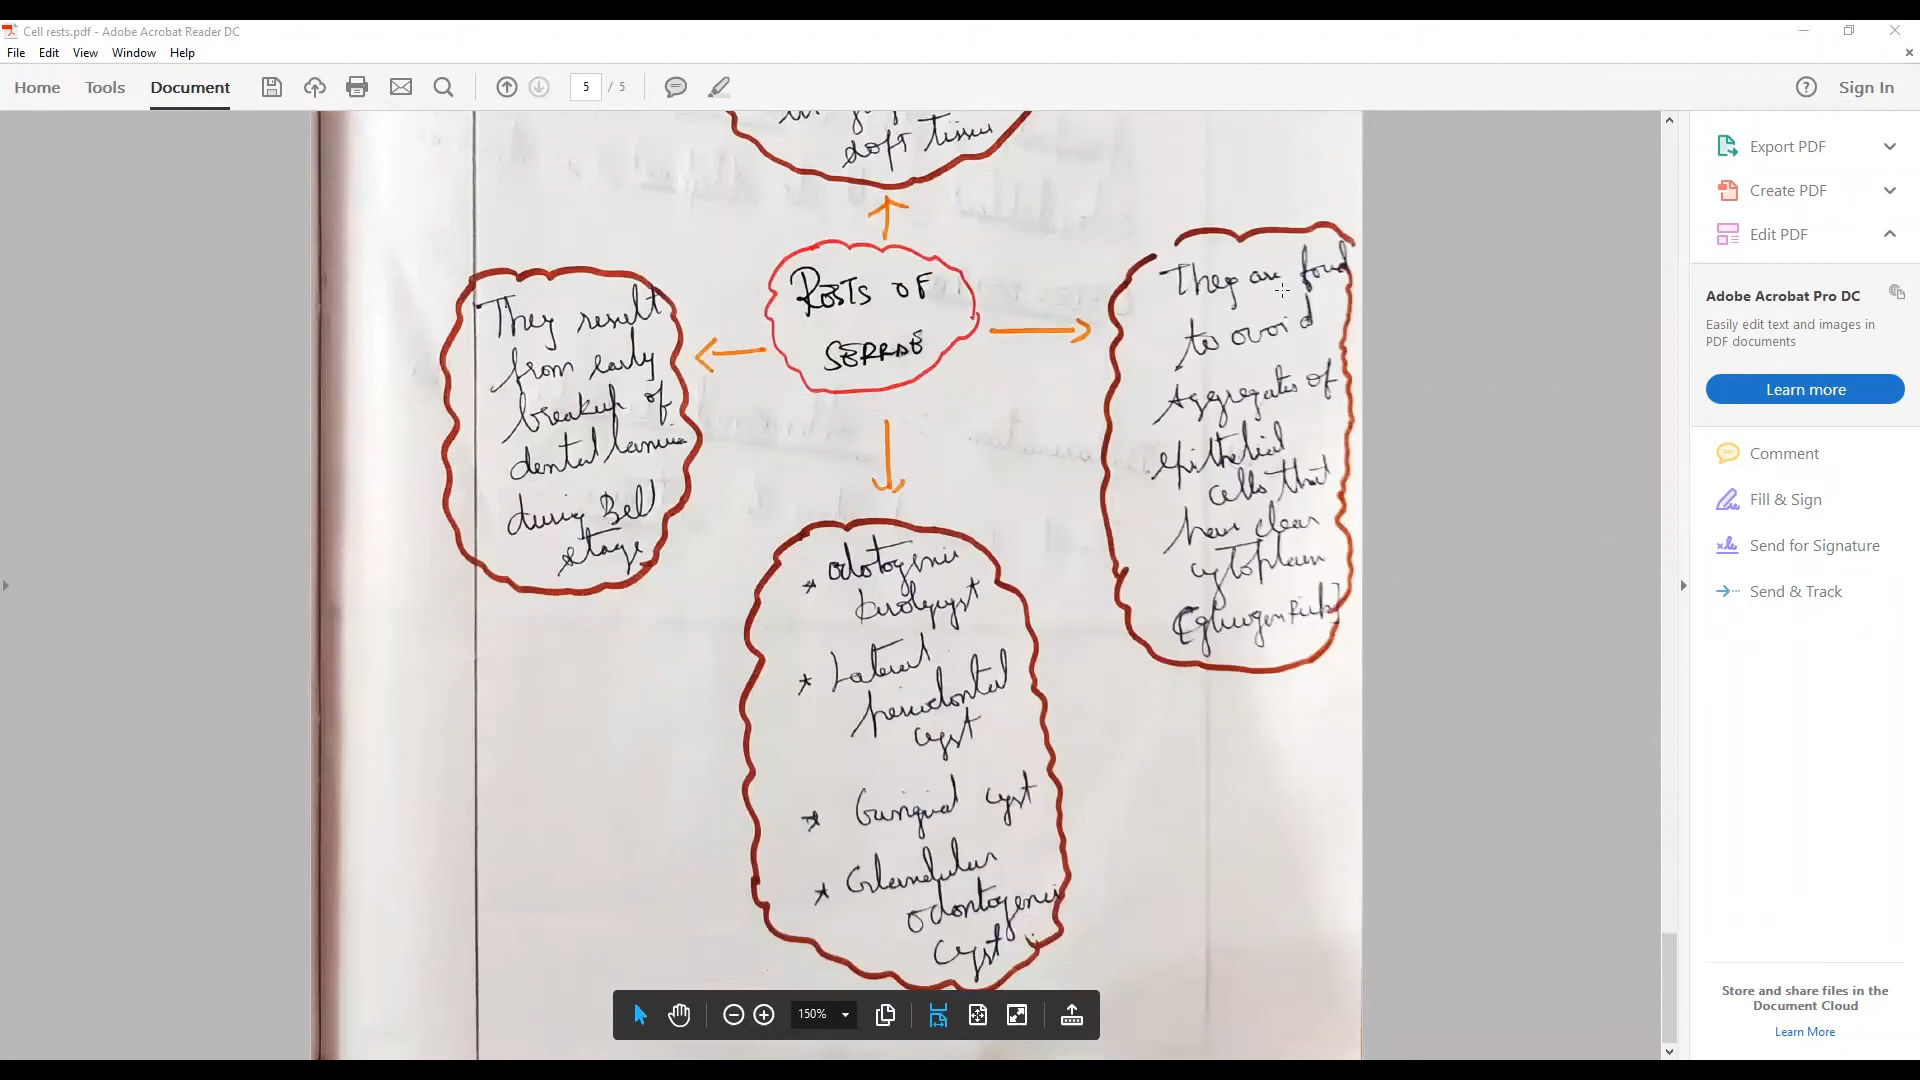 Cell rests.pdf - Adobe Acrobat Reader DC
File Edit View Window Help
Home Tools Document 5 / 5 Sign In
soft tissue
RESTS OF
SERRAE
They result
from early
breakup of
dental lamina
during Bell
stage
They are found
to ovoid
Aggregates of
epithelial
cells that
have clear
cytoplasm
[glycogen rich]
* odotogenic
keratocyst
* Lateral
periodontal
cyst
* Gingival cyst
* Glandular
odontogenic
cyst
150%
Export PDF
Create PDF
Edit PDF
Adobe Acrobat Pro DC
Easily edit text and images in
PDF documents
Learn more
Comment
Fill & Sign
Send for Signature
Send & Track
Store and share files in the
Document Cloud
Learn More